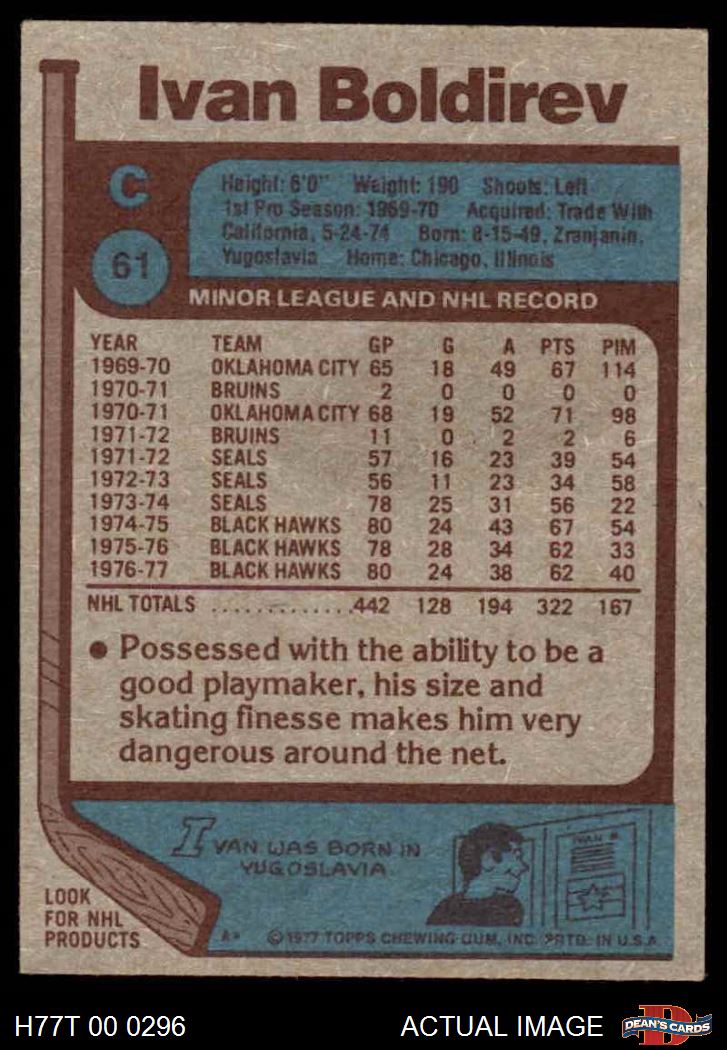 Ivan Boldirev
C
61
Height: 6'0" Weight: 190 Shoots: Left
1st Pro Season: 1969-70 Acquired: Trade With
California, 5-24-74 Born: 8-15-49, Zranjanin,
Yugoslavia Home: Chicago, Illinois
MINOR LEAGUE AND NHL RECORD
YEAR TEAM GP G A PTS PIM
1969-70 OKLAHOMA CITY 65 18 49 67 114
1970-71 BRUINS 2 0 0 0 0
1970-71 OKLAHOMA CITY 68 19 52 71 98
1971-72 BRUINS 11 0 2 2 6
1971-72 SEALS 57 16 23 39 54
1972-73 SEALS 56 11 23 34 58
1973-74 SEALS 78 25 31 56 22
1974-75 BLACK HAWKS 80 24 43 67 54
1975-76 BLACK HAWKS 78 28 34 62 33
1976-77 BLACK HAWKS 80 24 38 62 40
NHL TOTALS .............442 128 194 322 167
● Possessed with the ability to be a
good playmaker, his size and
skating finesse makes him very
dangerous around the net.
IVAN WAS BORN IN
YUGOSLAVIA.
IVAN B
LOOK
FOR NHL
PRODUCTS
A* ©1977 TOPPS CHEWING GUM, INC. PRTD. IN U.S.A.
H77T 00 0296 ACTUAL IMAGE
D
DEAN'S CARDS